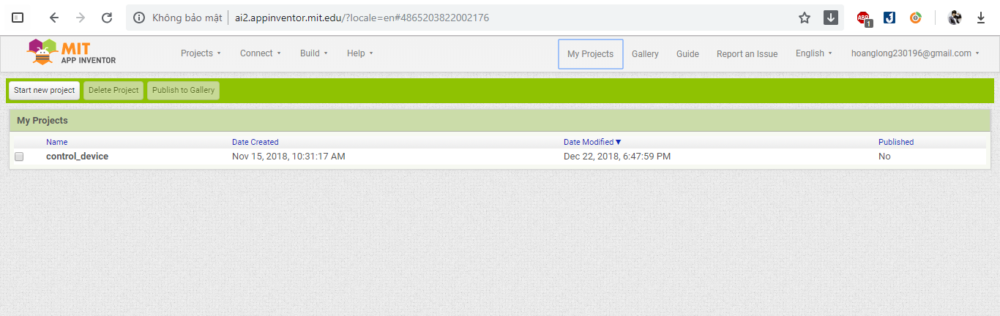 Không bảo mật ai2.appinventor.mit.edu/?locale=en#4865203822002176
ABP 1
MIT
APP INVENTOR
Projects Connect Build Help My Projects Gallery Guide Report an Issue English hoanglong230196@gmail.com
Start new project Delete Project Publish to Gallery
My Projects
Name Date Created Date Modified ▼ Published
control_device Nov 15, 2018, 10:31:17 AM Dec 22, 2018, 6:47:59 PM No